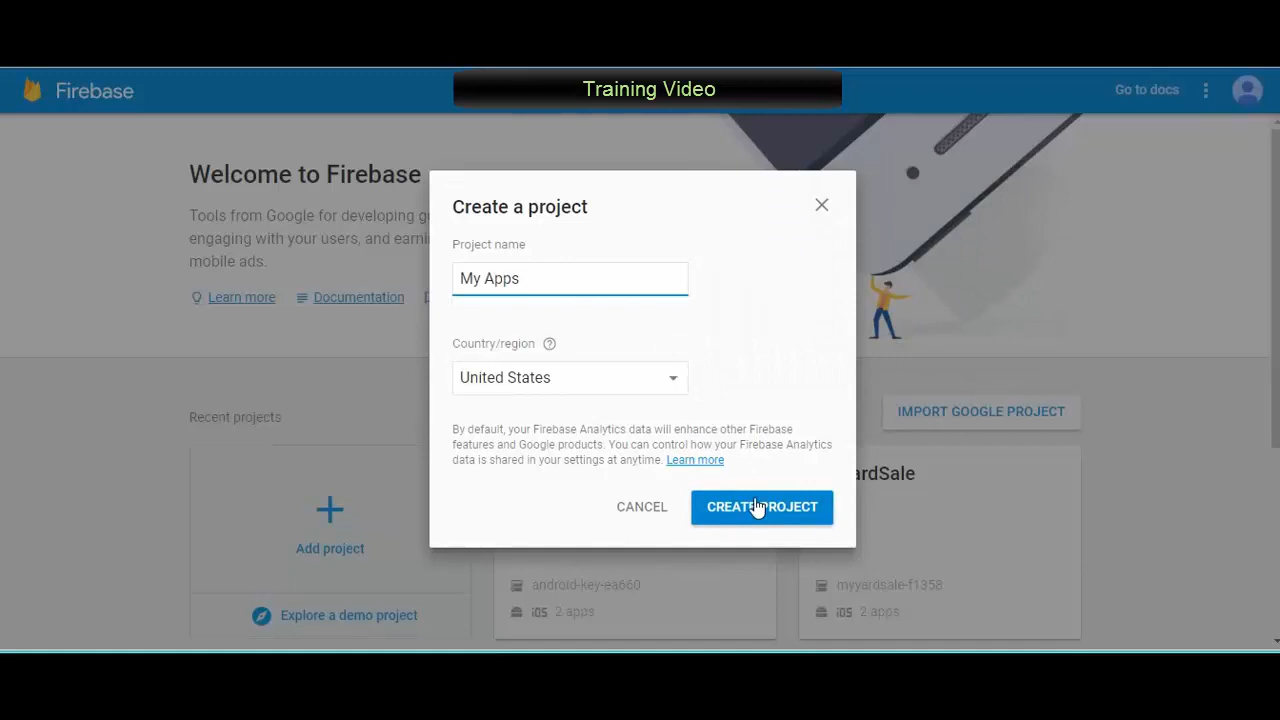 Training Video
Firebase
Go to docs
Welcome to Firebase
Tools from Google for developing
engaging with your users, and
mobile ads.
Learn more
Documentation
Create a project
Project name
My Apps
Country/region
United States
By default, your Firebase Analytics data will enhance other Firebase
features and Google products. You can control how your Firebase Analytics
data is shared in your settings at anytime. Learn more
CANCEL
CREATE PROJECT
Recent projects
IMPORT GOOGLE PROJECT
Add project
Explore a demo project
android-key-ea660
iOS 2 apps
ardSale
myyardsale-f1358
iOS 2 apps